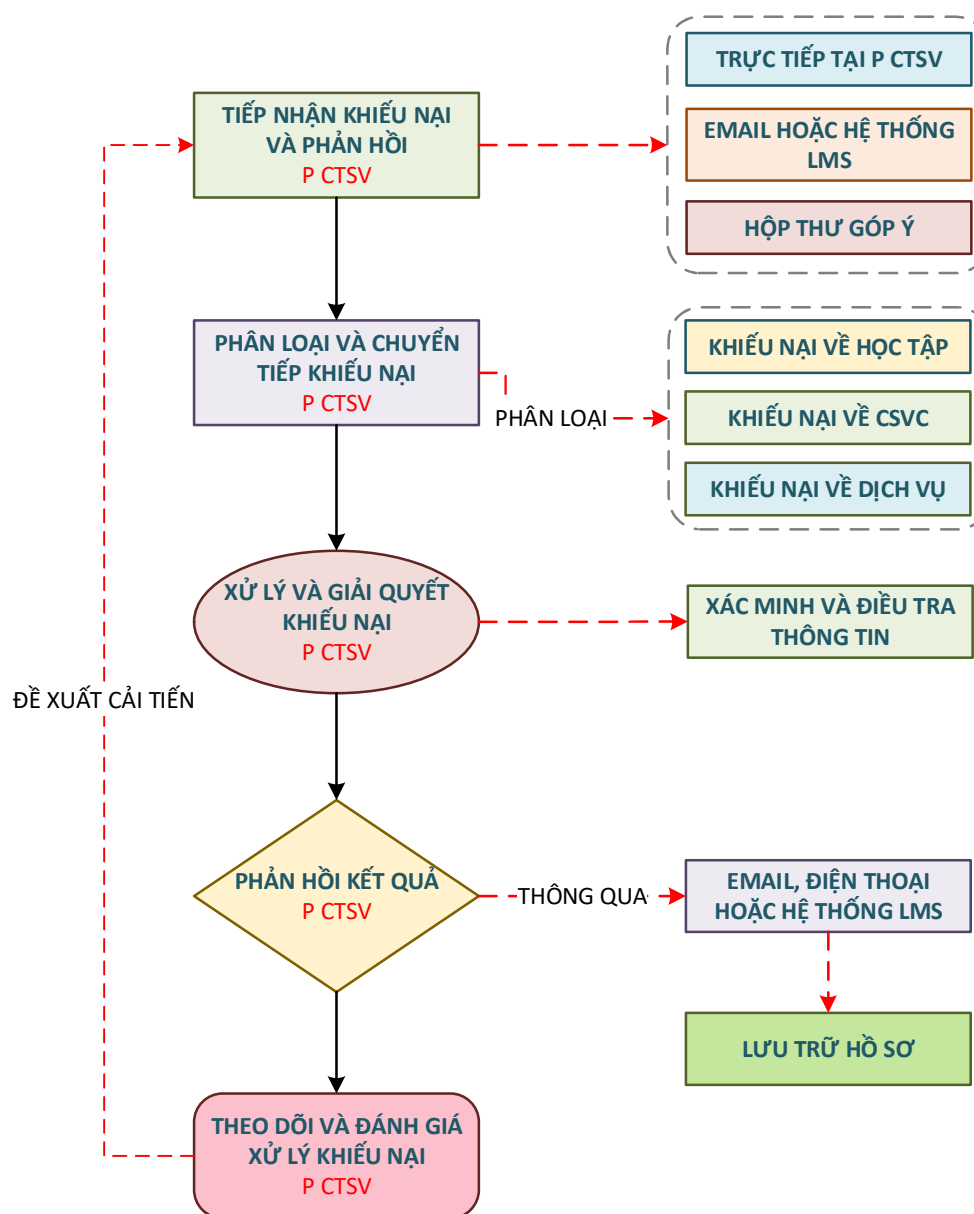 TIẾP NHẬN KHIẾU NẠI
VÀ PHẢN HỒI
P CTSV
TRỰC TIẾP TẠI P CTSV
EMAIL HOẶC HỆ THỐNG
LMS
HỘP THƯ GÓP Ý
PHÂN LOẠI VÀ CHUYỂN
TIẾP KHIẾU NẠI
P CTSV
PHÂN LOẠI
KHIẾU NẠI VỀ HỌC TẬP
KHIẾU NẠI VỀ CSVC
KHIẾU NẠI VỀ DỊCH VỤ
XỬ LÝ VÀ GIẢI QUYẾT
KHIẾU NẠI
P CTSV
XÁC MINH VÀ ĐIỀU TRA
THÔNG TIN
ĐỀ XUẤT CẢI TIẾN
PHẢN HỒI KẾT QUẢ
P CTSV
THÔNG QUA
EMAIL, ĐIỆN THOẠI
HOẶC HỆ THỐNG LMS
LƯU TRỮ HỒ SƠ
THEO DÕI VÀ ĐÁNH GIÁ
XỬ LÝ KHIẾU NẠI
P CTSV